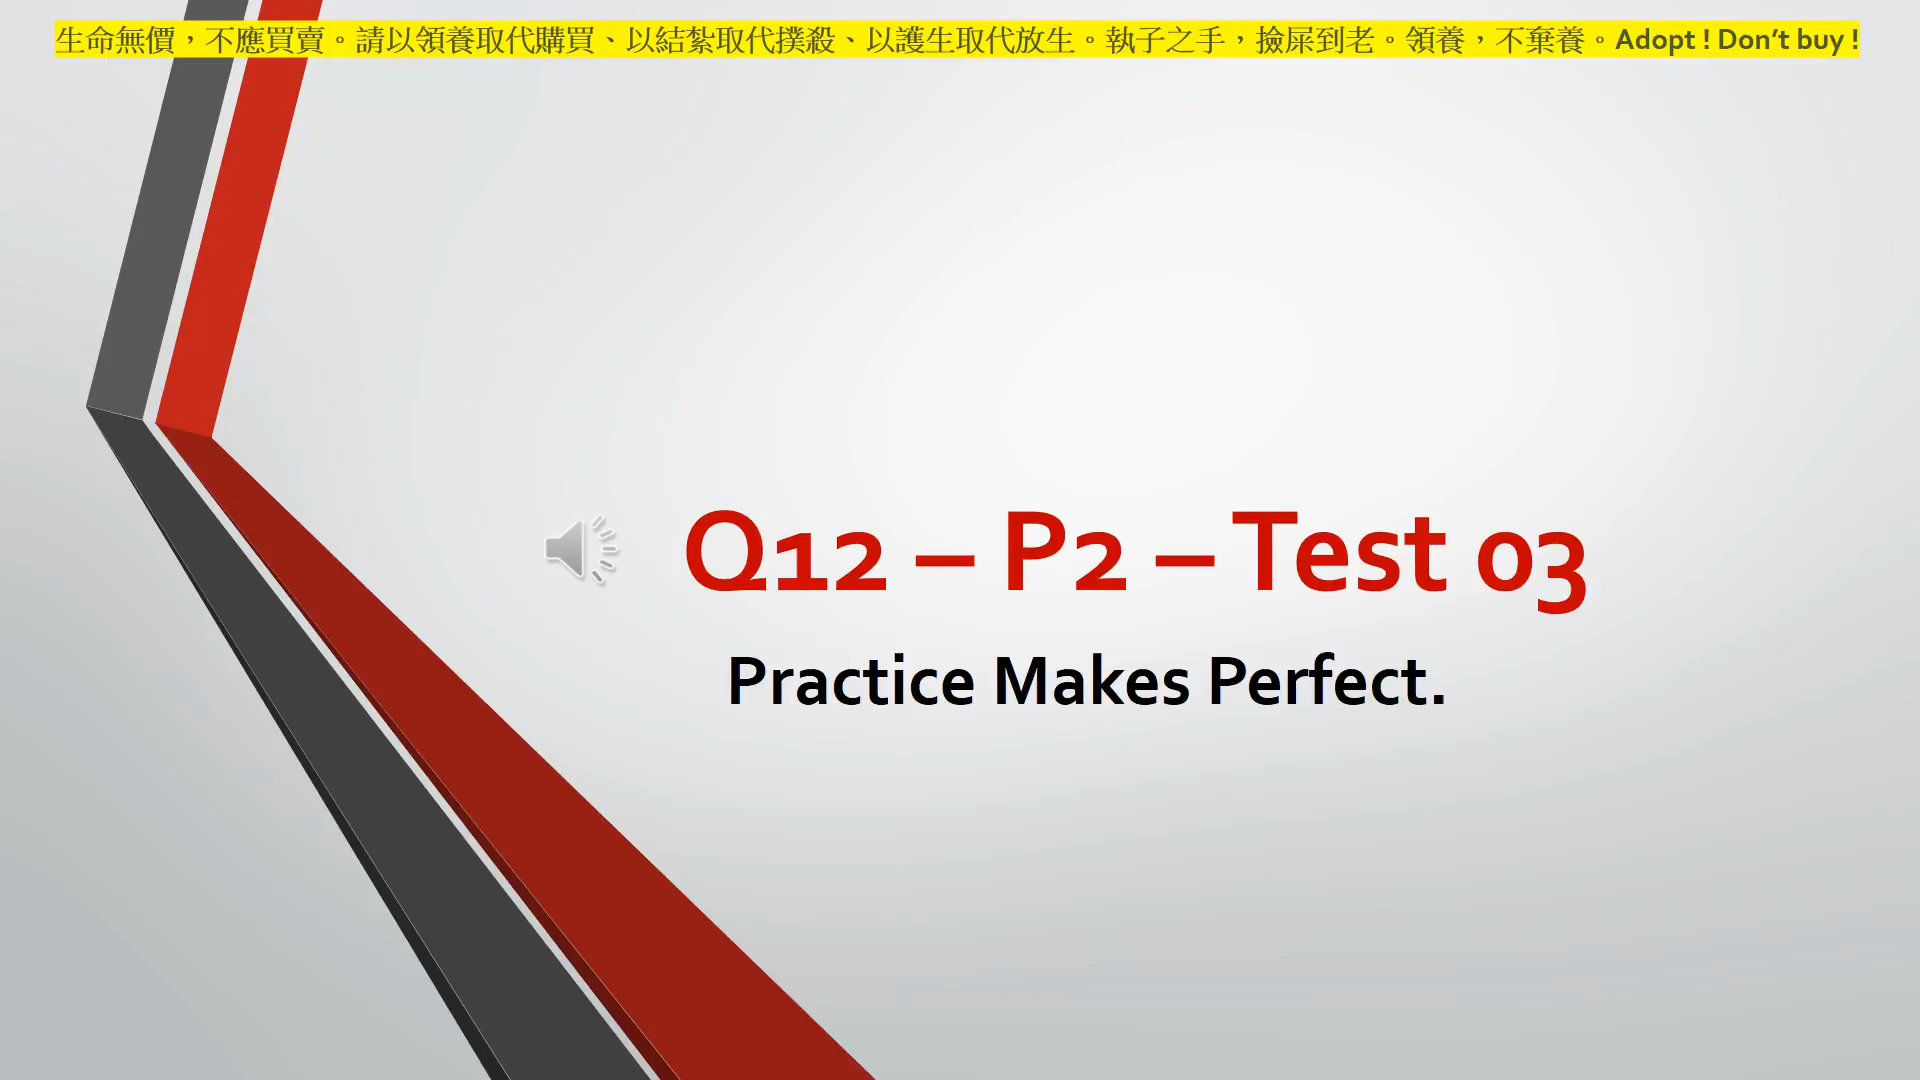 生命無價，不應買賣。請以領養取代購買、以結紮取代撲殺、以護生取代放生。執子之手，撿屎到老。領養，不棄養。Adopt ! Don’t buy !
Q12 – P2 – Test 03
Practice Makes Perfect.